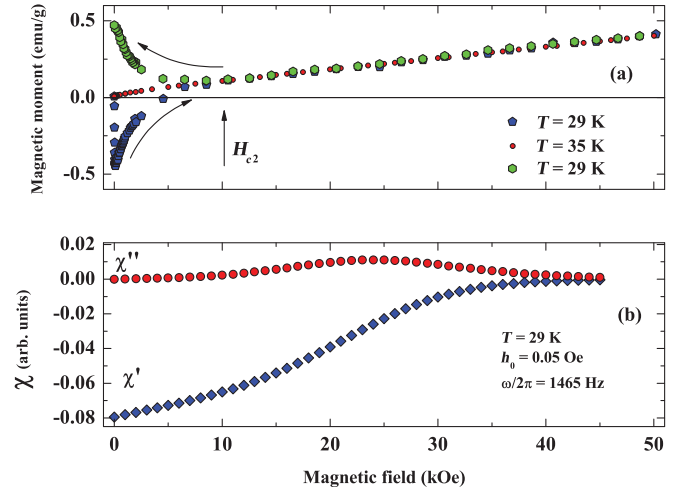 Magnetic moment (emu/g)
0.5
0.0
-0.5
(a)
H_c2
T = 29 K
T = 35 K
T = 29 K
χ (arb. units)
0.02
0.00
-0.02
-0.04
-0.06
-0.08
χ''
χ'
(b)
T = 29 K
h_0 = 0.05 Oe
ω/2π = 1465 Hz
0 10 20 30 40 50
Magnetic field (kOe)